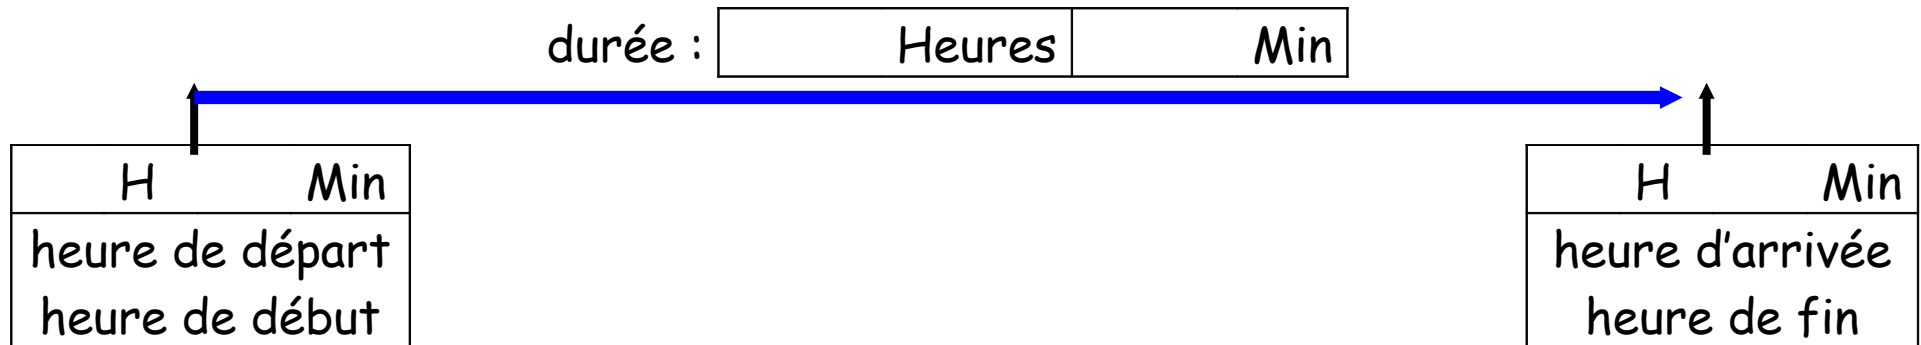 durée : Heures Min
H Min
heure de départ
heure de début
H Min
heure d'arrivée
heure de fin